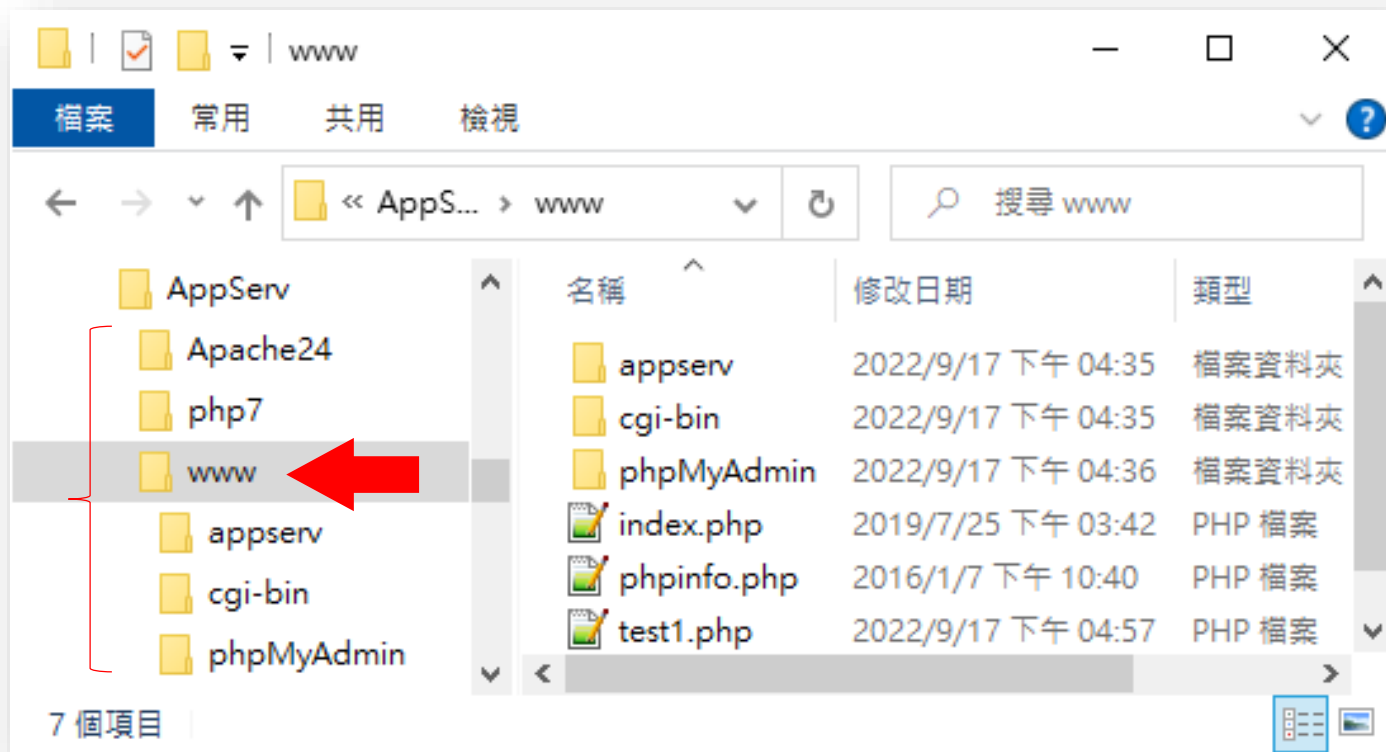 www
檔案 常用 共用 檢視
« AppS... › www 搜尋 www
AppServ
Apache24
php7
www
appserv
cgi-bin
phpMyAdmin
名稱 修改日期 類型
appserv 2022/9/17 下午 04:35 檔案資料夾
cgi-bin 2022/9/17 下午 04:35 檔案資料夾
phpMyAdmin 2022/9/17 下午 04:36 檔案資料夾
index.php 2019/7/25 下午 03:42 PHP 檔案
phpinfo.php 2016/1/7 下午 10:40 PHP 檔案
test1.php 2022/9/17 下午 04:57 PHP 檔案
7 個項目